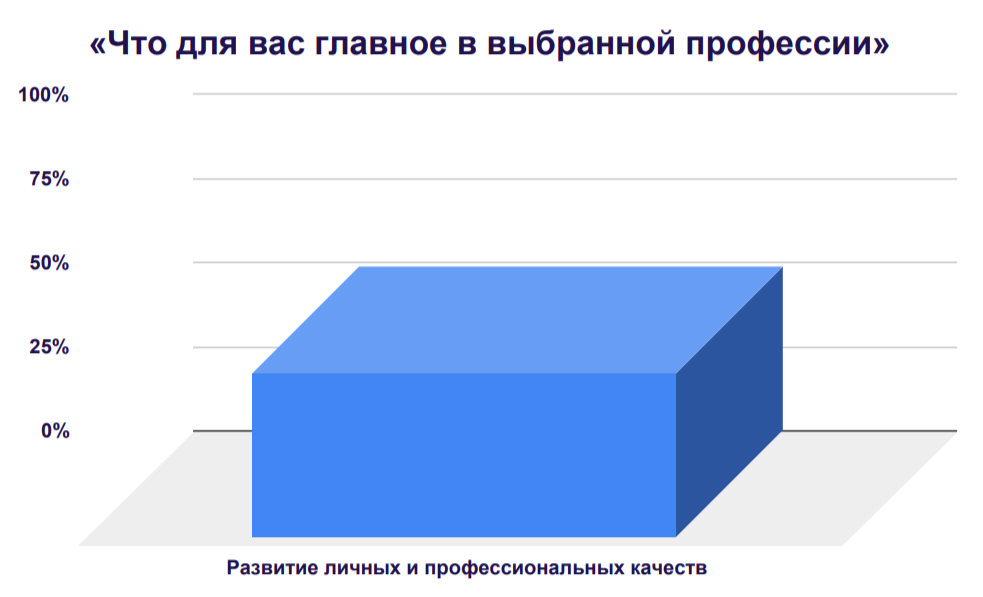 «Что для вас главное в выбранной профессии»
100%
75%
50%
25%
0%
Развитие личных и профессиональных качеств